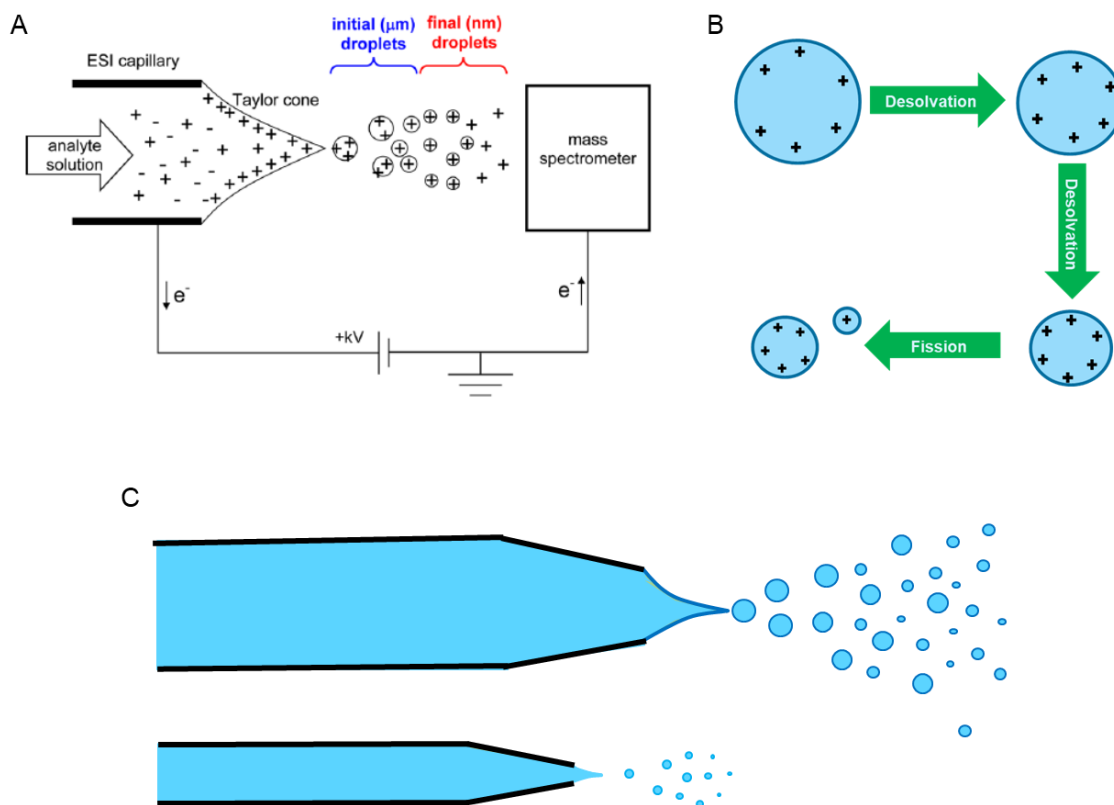 A
ESI capillary
analyte
solution
Taylor cone
initial (μm)
droplets
final (nm)
droplets
mass
spectrometer
e-
+kV
e-
B
Desolvation
Desolvation
Fission
C